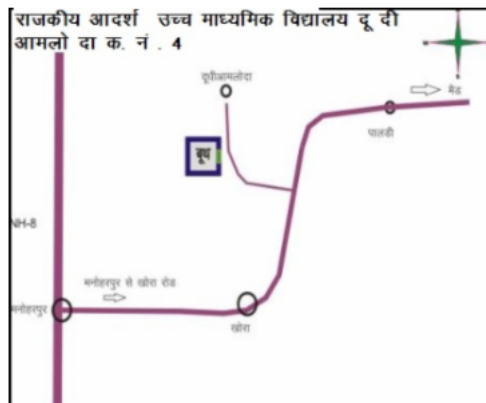 राजकीय आदर्श उच्च माध्यमिक विद्यालय दू दी
आमलो दा क. नं . 4
दूधीआमलोदा
मेड
पालडी
बूथ
NH-8
मनोहरपुर से खोरा रोड
मनोहरपुर
खोरा